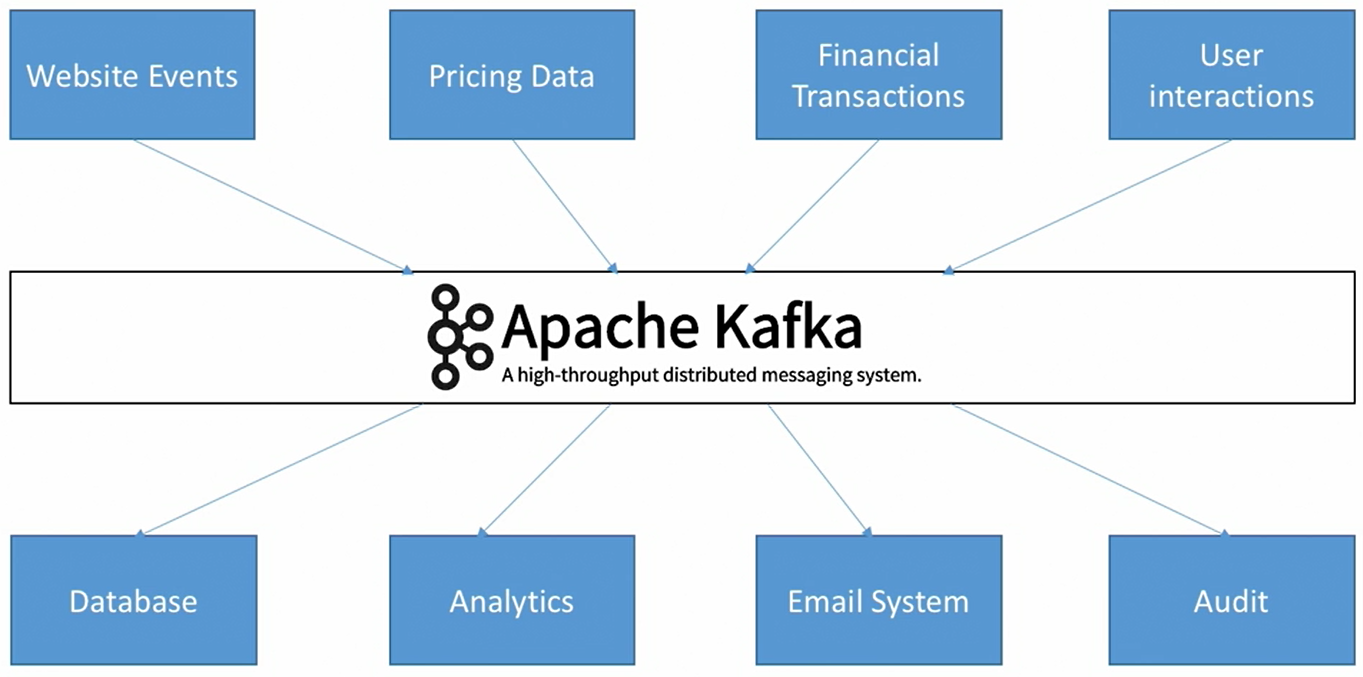 Website Events
Pricing Data
Financial
Transactions
User
interactions
Apache Kafka
A high-throughput distributed messaging system.
Database
Analytics
Email System
Audit